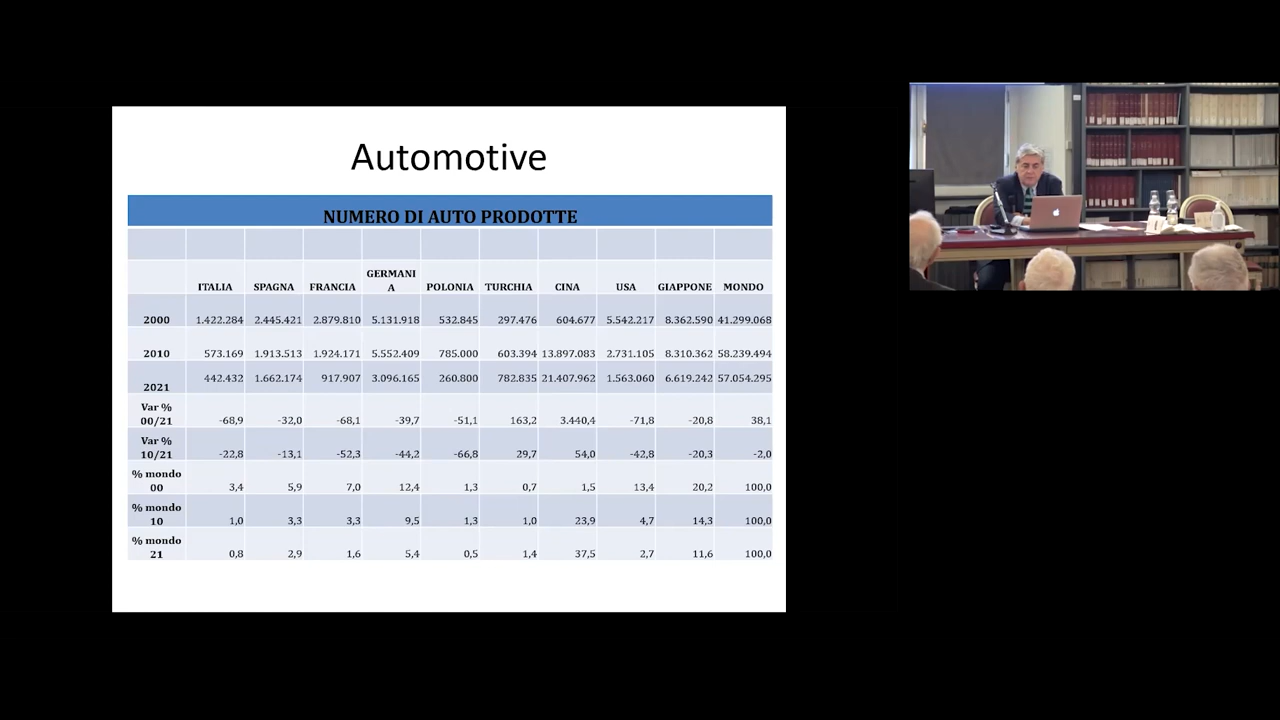 Automotive
NUMERO DI AUTO PRODOTTE
ITALIA SPAGNA FRANCIA GERMANI A POLONIA TURCHIA CINA USA GIAPPONE MONDO
2000 1.422.284 2.445.421 2.879.810 5.131.918 532.845 297.476 604.677 5.542.217 8.362.590 41.299.068
2010 573.169 1.913.513 1.924.171 5.552.409 785.000 603.394 13.897.083 2.731.105 8.310.362 58.239.494
2021 442.432 1.662.174 917.907 3.096.165 260.800 782.835 21.407.962 1.563.060 6.619.242 57.054.295
Var % 00/21 -68,9 -32,0 -68,1 -39,7 -51,1 163,2 3.440,4 -71,8 -20,8 38,1
Var % 10/21 -22,8 -13,1 -52,3 -44,2 -66,8 29,7 54,0 -42,8 -20,3 -2,0
% mondo 00 3,4 5,9 7,0 12,4 1,3 0,7 1,5 13,4 20,2 100,0
% mondo 10 1,0 3,3 3,3 9,5 1,3 1,0 23,9 4,7 14,3 100,0
% mondo 21 0,8 2,9 1,6 5,4 0,5 1,4 37,5 2,7 11,6 100,0